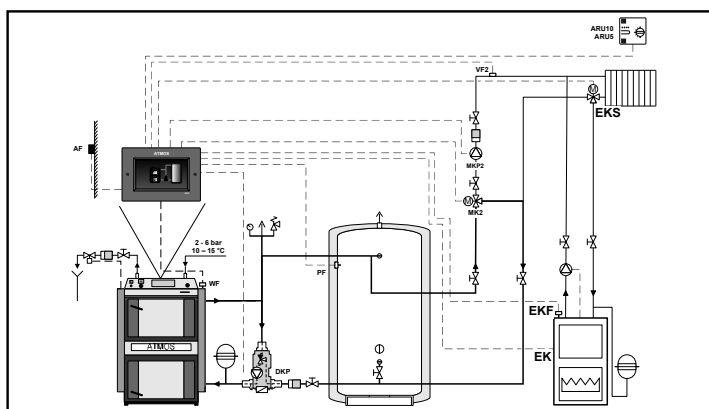 ARU10
ARU5
VF2
M
EKS
ATMOS
AF
MKP2
M
MK2
2 - 6 bar
10 – 15 °C
PF
WF
EKF
ATMOS
DKP
EK